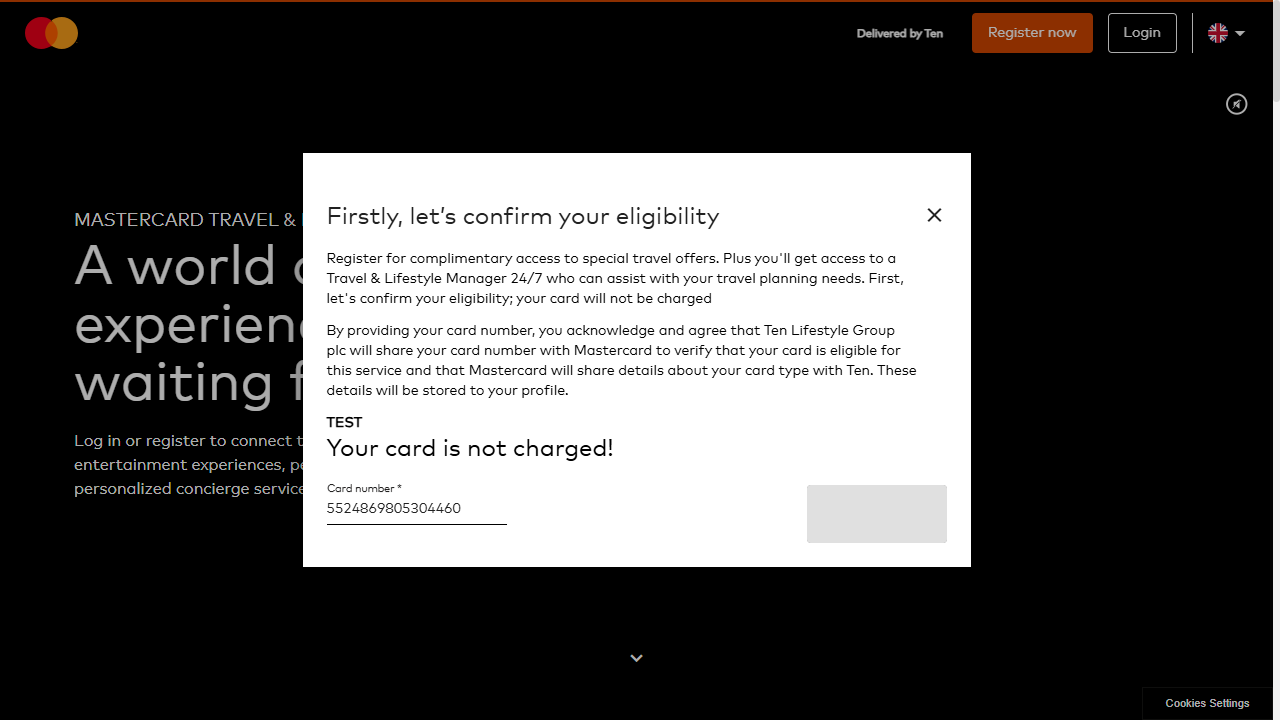 Delivered by Ten
Register now
Login
MASTERCARD TRAVEL &
A world
experien
waiting f
Log in or register to connect t
entertainment experiences, pe
personalized concierge service
Firstly, let's confirm your eligibility
Register for complimentary access to special travel offers. Plus you'll get access to a
Travel & Lifestyle Manager 24/7 who can assist with your travel planning needs. First,
let's confirm your eligibility; your card will not be charged
By providing your card number, you acknowledge and agree that Ten Lifestyle Group
plc will share your card number with Mastercard to verify that your card is eligible for
this service and that Mastercard will share details about your card type with Ten. These
details will be stored to your profile.
TEST
Your card is not charged!
Card number *
5524869805304460
Cookies Settings